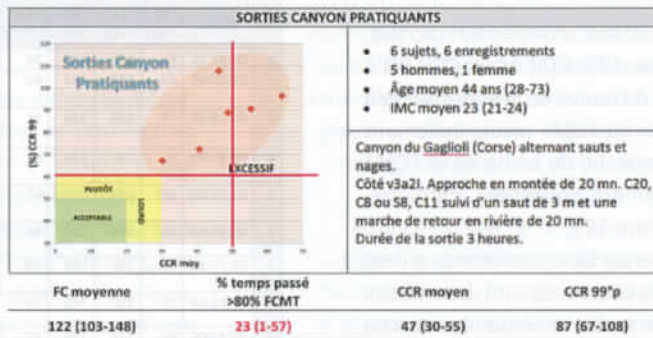 SORTIES CANYON PRATIQUANTS
Sorties Canyon
Pratiquants
(%) CCR 99
EXCESSIF
PLUTÔT
LOURD
ACCEPTABLE
CCR moy
• 6 sujets, 6 enregistrements
• 5 hommes, 1 femme
• Âge moyen 44 ans (28-73)
• IMC moyen 23 (21-24)
Canyon du Gaglioli (Corse) alternant sauts et
nages.
Côté v3a2I. Approche en montée de 20 mn. C20,
C8 ou S8, C11 suivi d'un saut de 3 m et une
marche de retour en rivière de 20 mn.
Durée de la sortie 3 heures.
FC moyenne % temps passé >80% FCMT CCR moyen CCR 99°p
122 (103-148) 23 (1-57) 47 (30-55) 87 (67-108)